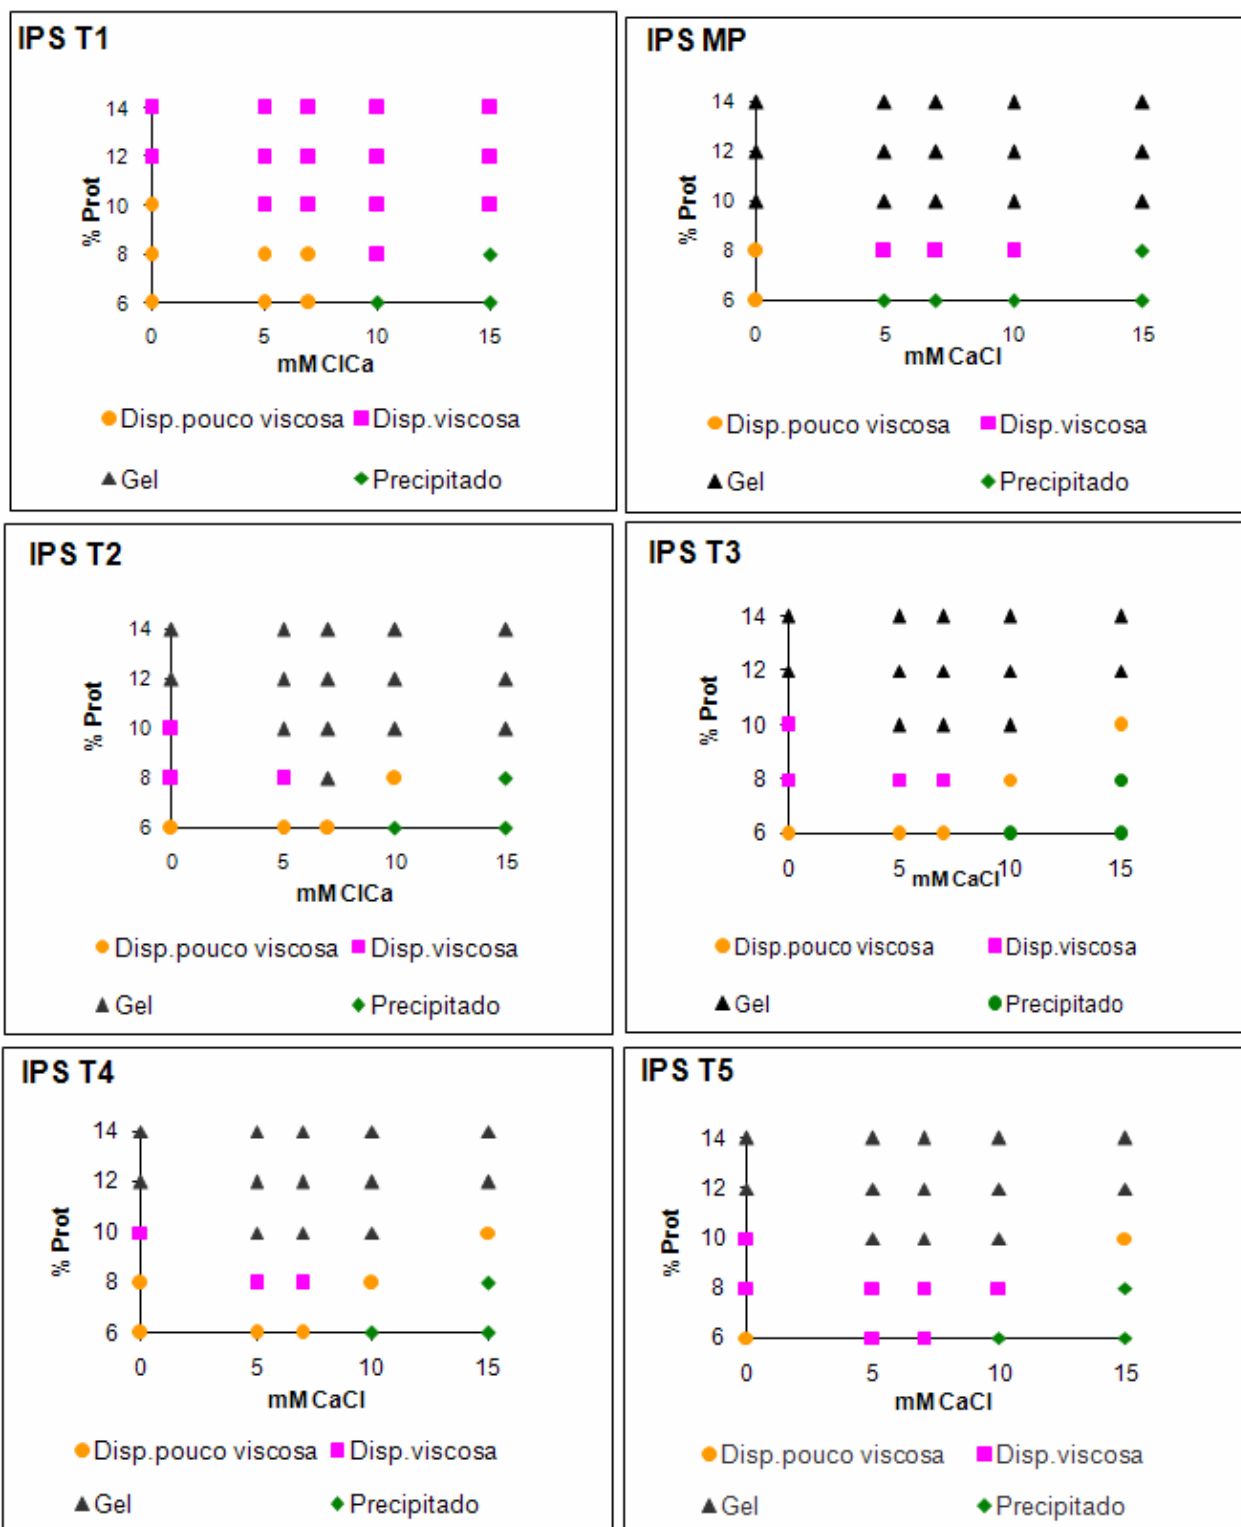 IPS T1
% Prot
14
12
10
8
6
0 5 10 15
mM ClCa
Disp.pouco viscosa Disp.viscosa
Gel Precipitado
IPS MP
% Prot
14
12
10
8
6
0 5 10 15
mM CaCl
Disp.pouco viscosa Disp.viscosa
Gel Precipitado
IPS T2
% Prot
14
12
10
8
6
0 5 10 15
mM ClCa
Disp.pouco viscosa Disp.viscosa
Gel Precipitado
IPS T3
% Prot
14
12
10
8
6
0 5 10 15
mM CaCl
Disp.pouco viscosa Disp.viscosa
Gel Precipitado
IPS T4
% Prot
14
12
10
8
6
0 5 10 15
mM CaCl
Disp.pouco viscosa Disp.viscosa
Gel Precipitado
IPS T5
% Prot
14
12
10
8
6
0 5 10 15
mM CaCl
Disp.pouco viscosa Disp.viscosa
Gel Precipitado